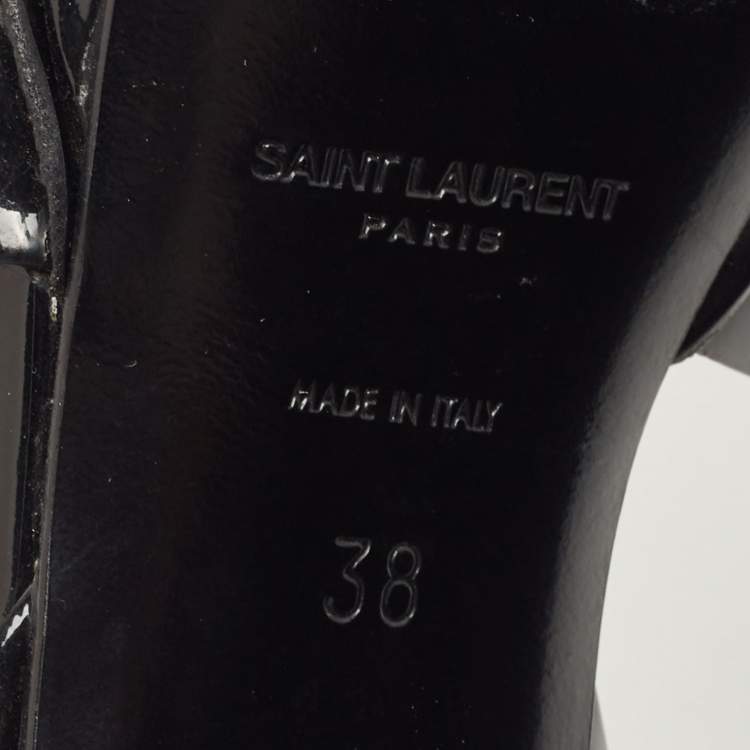 SAINT LAURENT
PARIS
MADE IN ITALY
38